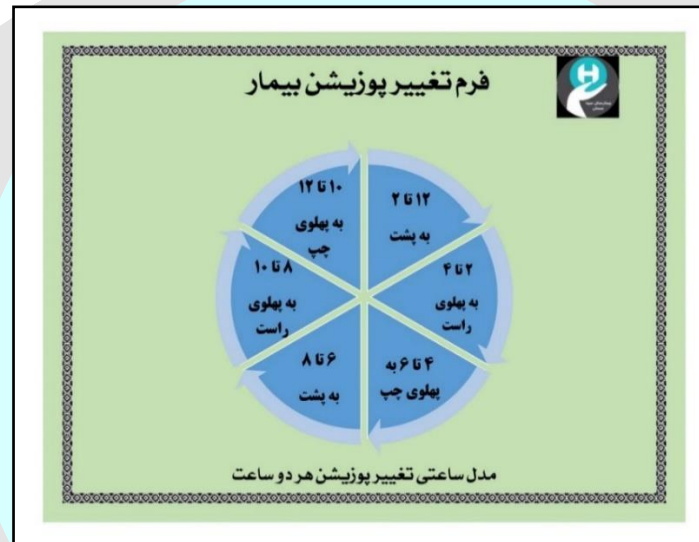 فرم تغییر پوزیشن بیمار
۱۲ تا ۲
به پشت
۲ تا ۴
به پهلوی
راست
۴ تا ۶ به
پهلوی چپ
۶ تا ۸
به پشت
۸ تا ۱۰
به پهلوی
راست
۱۰ تا ۱۲
به پهلوی
چپ
مدل ساعتی تغییر پوزیشن هر دو ساعت